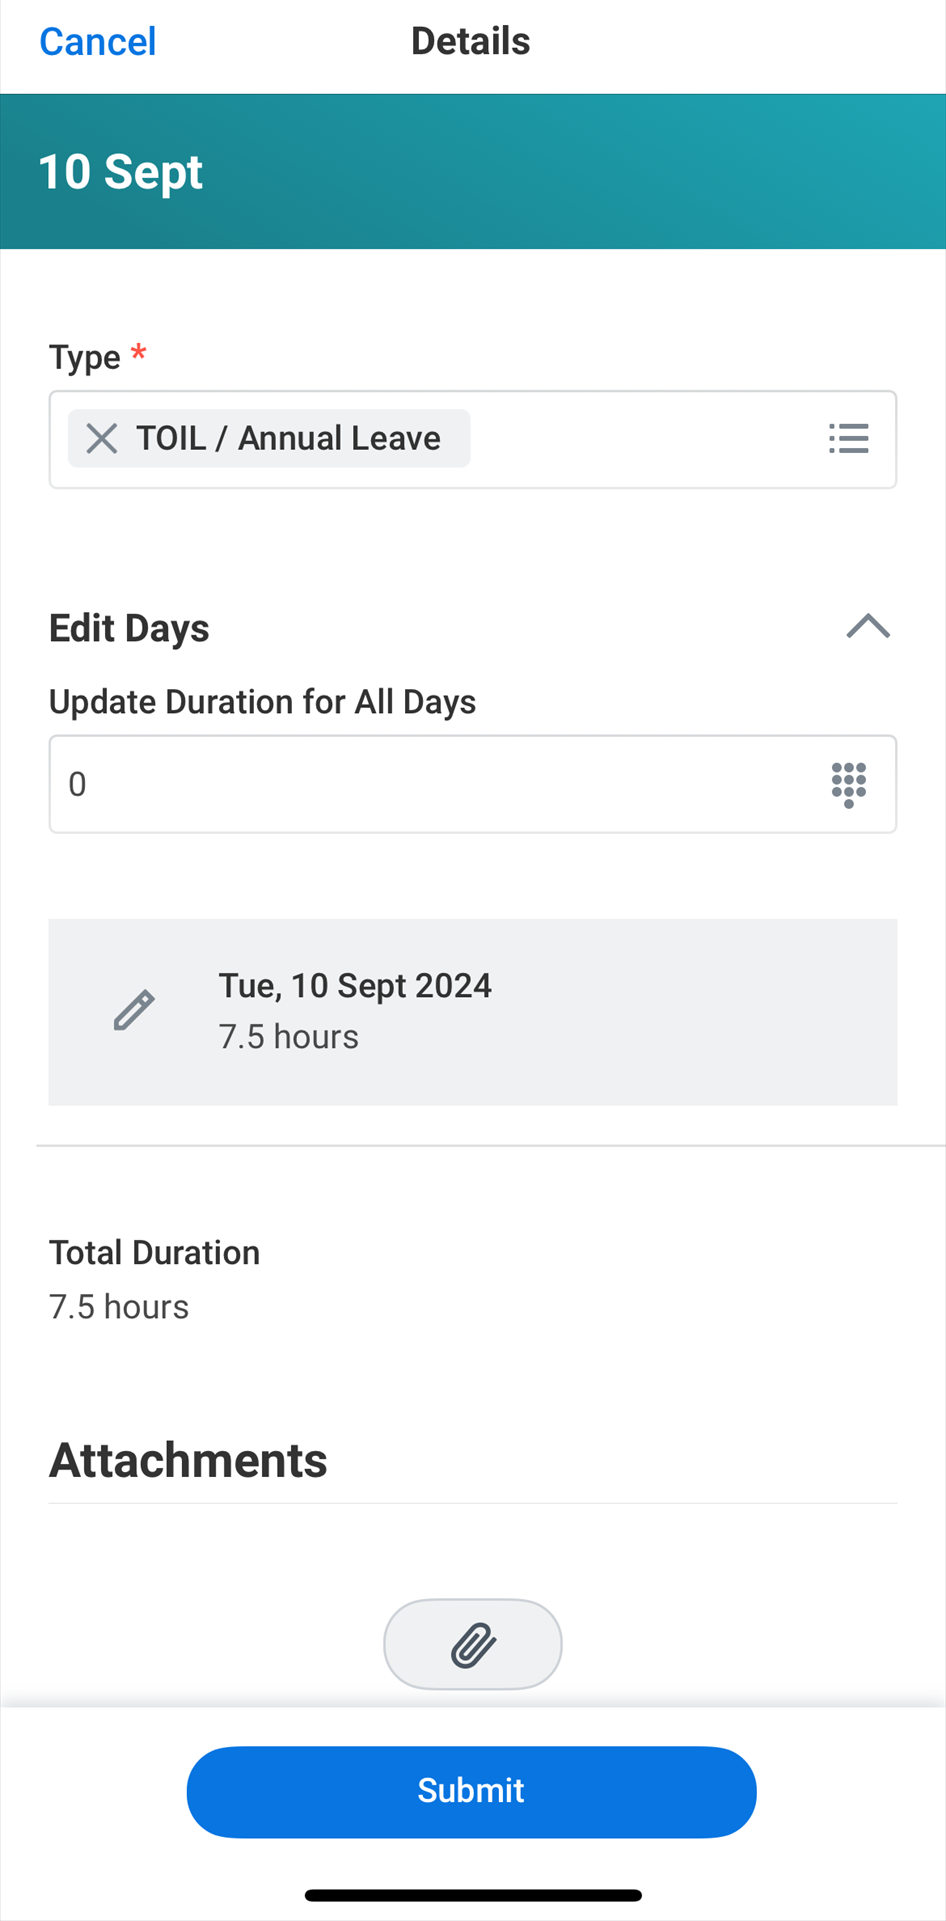 Cancel
Details
10 Sept
Type *
TOIL / Annual Leave
Edit Days
Update Duration for All Days
0
Tue, 10 Sept 2024
7.5 hours
Total Duration
7.5 hours
Attachments
Submit